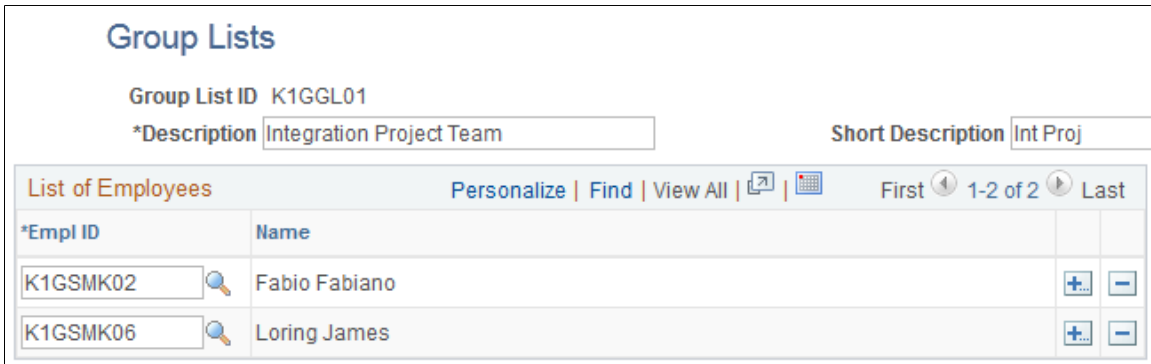 Group Lists
Group List ID K1GGL01
*Description Integration Project Team Short Description Int Proj
List of Employees Personalize | Find | View All | | First 1-2 of 2 Last
*Empl ID Name
K1GSMK02 Fabio Fabiano
K1GSMK06 Loring James